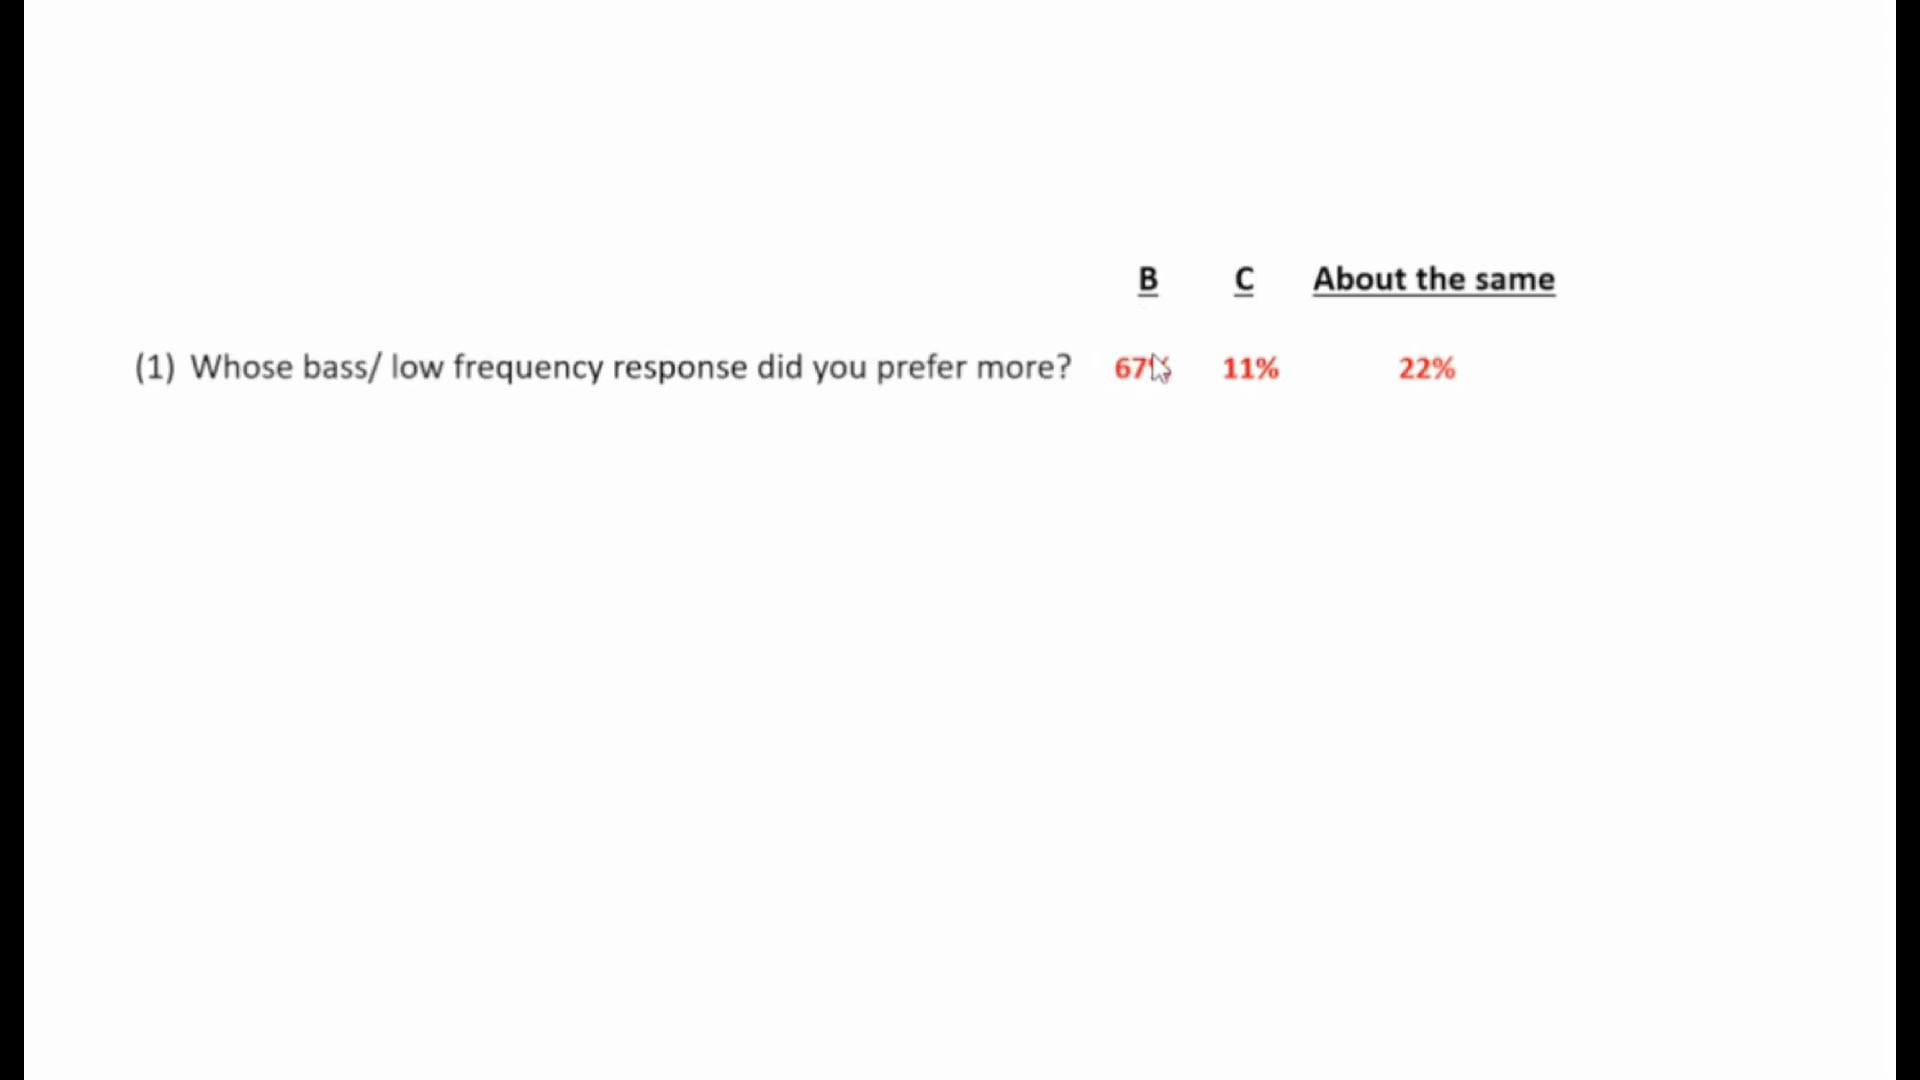 B C About the same
(1) Whose bass/ low frequency response did you prefer more? 67% 11% 22%